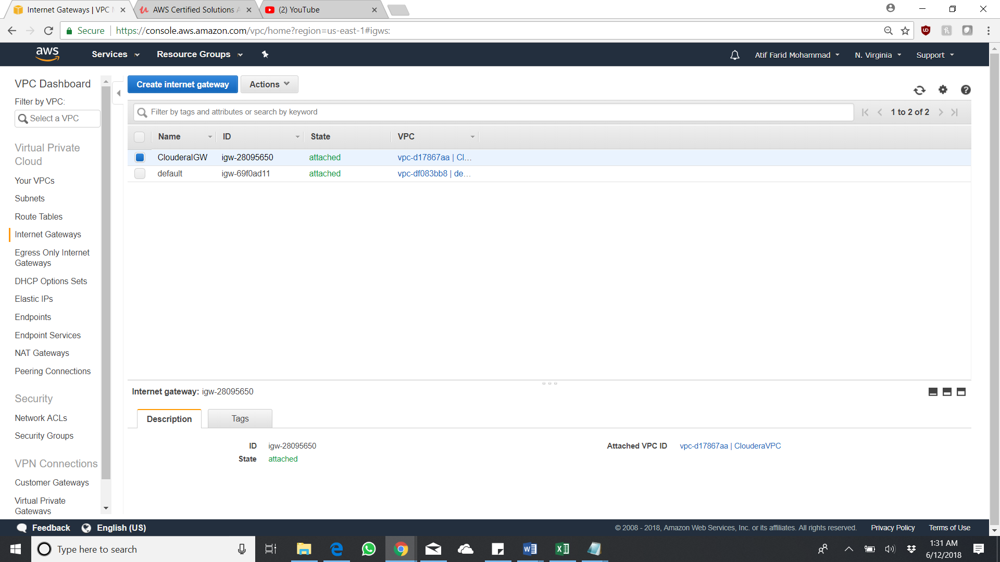 Internet Gateways | VPC
AWS Certified Solutions
(2) YouTube
Secure
https://console.aws.amazon.com/vpc/home?region=us-east-1#igws:
aws
Services
Resource Groups
Atif Farid Mohammad
N. Virginia
Support
VPC Dashboard
Filter by VPC:
Select a VPC
Virtual Private
Cloud
Your VPCs
Subnets
Route Tables
Internet Gateways
Egress Only Internet
Gateways
DHCP Options Sets
Elastic IPs
Endpoints
Endpoint Services
NAT Gateways
Peering Connections
Security
Network ACLs
Security Groups
VPN Connections
Customer Gateways
Virtual Private
Gateways
Create internet gateway
Actions
Filter by tags and attributes or search by keyword
1 to 2 of 2
Name ID State VPC
ClouderaIGW igw-28095650 attached vpc-d17867aa | Cl...
default igw-69f0ad11 attached vpc-df083bb8 | de...
Internet gateway: igw-28095650
Description
Tags
ID igw-28095650
State attached
Attached VPC ID vpc-d17867aa | ClouderaVPC
Feedback
English (US)
© 2008 - 2018, Amazon Web Services, Inc. or its affiliates. All rights reserved.
Privacy Policy
Terms of Use
Type here to search
1:31 AM
6/12/2018